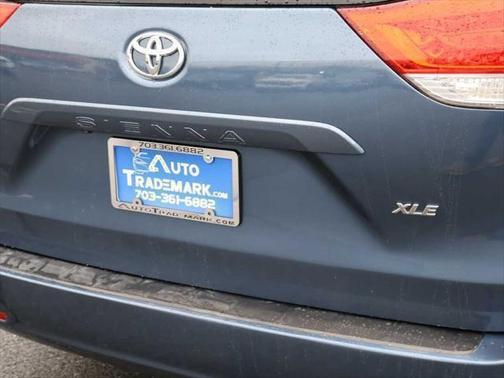 SIENNA
703.361.6882
AUTO
TRADEMARK.COM
703-361-6882
AUTOTRADEMARK.COM
XLE